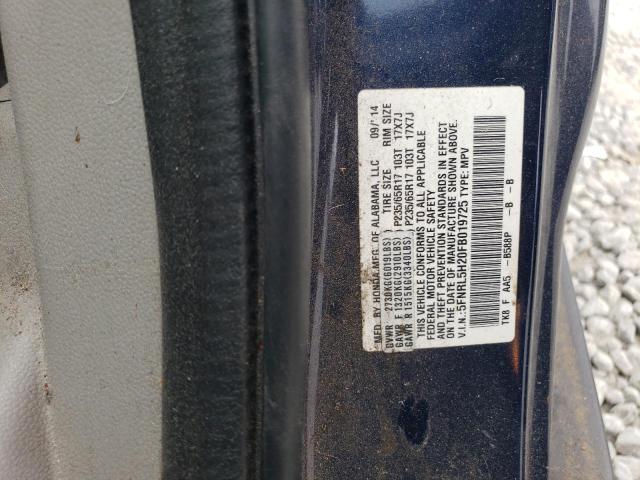 MFD. BY HONDA MFG. OF ALABAMA, LLC 09/'14
GVWR 2730KG(6019LBS) TIRE SIZE RIM SIZE
GAWR F 1320KG(2910LBS) P235/65R17 103T 17X7J
GAWR R 1515KG(3340LBS) P235/65R17 103T 17X7J
THIS VEHICLE CONFORMS TO ALL APPLICABLE
FEDERAL MOTOR VEHICLE SAFETY
AND THEFT PREVENTION STANDARDS IN EFFECT
ON THE DATE OF MANUFACTURE SHOWN ABOVE.
V.I.N.:5FNRL5H20FB019725 TYPE: MPV
TK8 F AA5 -B588P -B -B